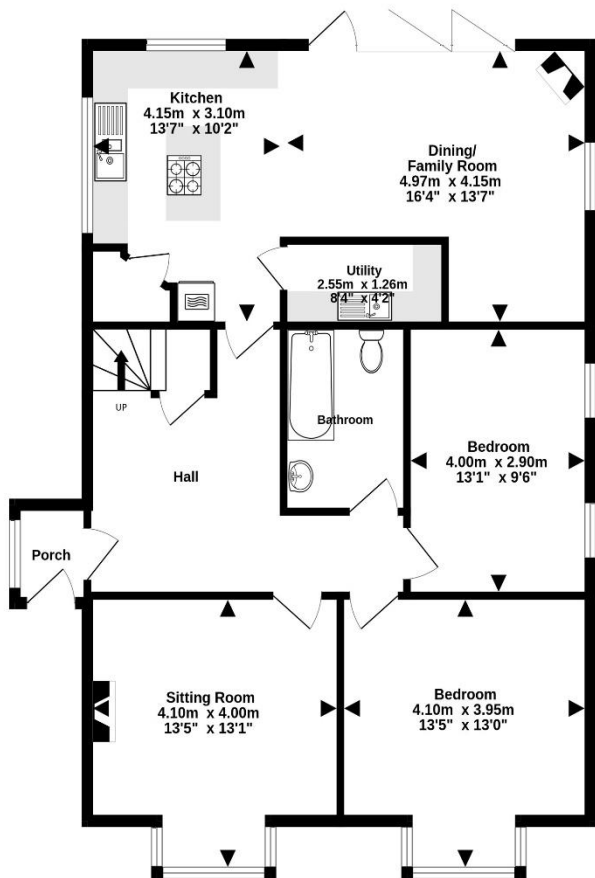 Kitchen
4.15m x 3.10m
13'7" x 10'2"
Dining/
Family Room
4.97m x 4.15m
16'4" x 13'7"
Utility
2.55m x 1.26m
8'4" x 4'2"
UP
Bathroom
Bedroom
4.00m x 2.90m
13'1" x 9'6"
Hall
Porch
Sitting Room
4.10m x 4.00m
13'5" x 13'1"
Bedroom
4.10m x 3.95m
13'5" x 13'0"